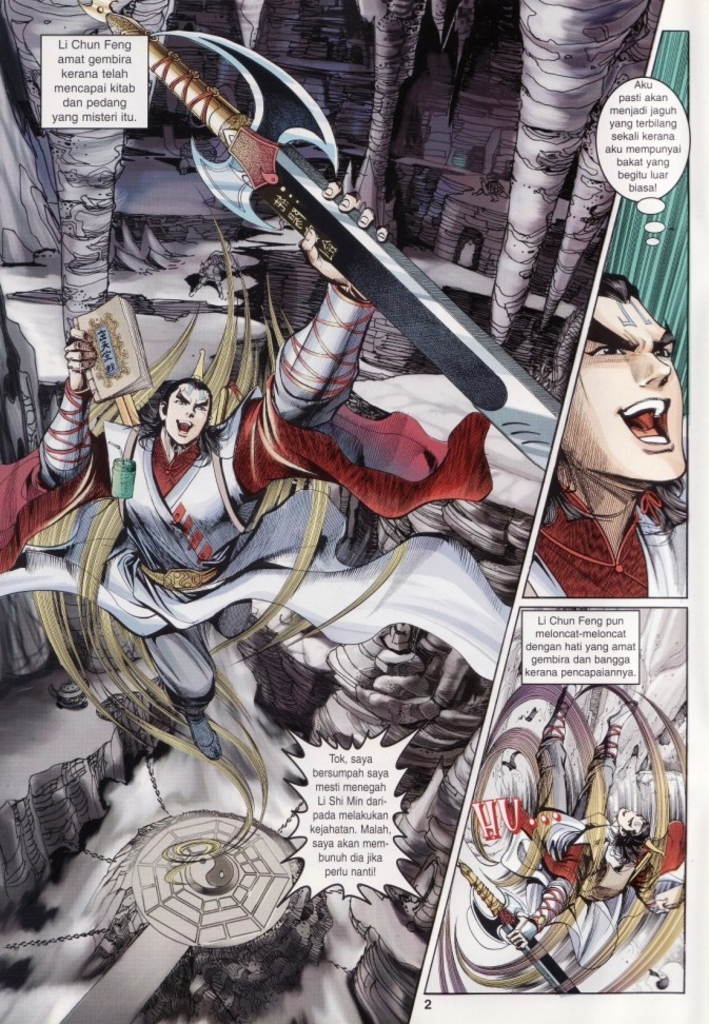 Li Chun Feng
amat gembira
kerana telah
mencapai kitab
dan pedang
yang misteri itu.
Aku
pasti akan
menjadi jaguh
yang terbilang
sekali kerana
aku mempunyai
bakat yang
begitu luar
biasa!
Tok, saya
bersumpah saya
mesti menegah
Li Shi Min dari-
pada melakukan
kejahatan. Malah,
saya akan mem-
bunuh dia jika
perlu nanti!
Li Chun Feng pun
meloncat-meloncat
dengan hati yang amat
gembira dan bangga
kerana pencapaiannya.
HU...
2